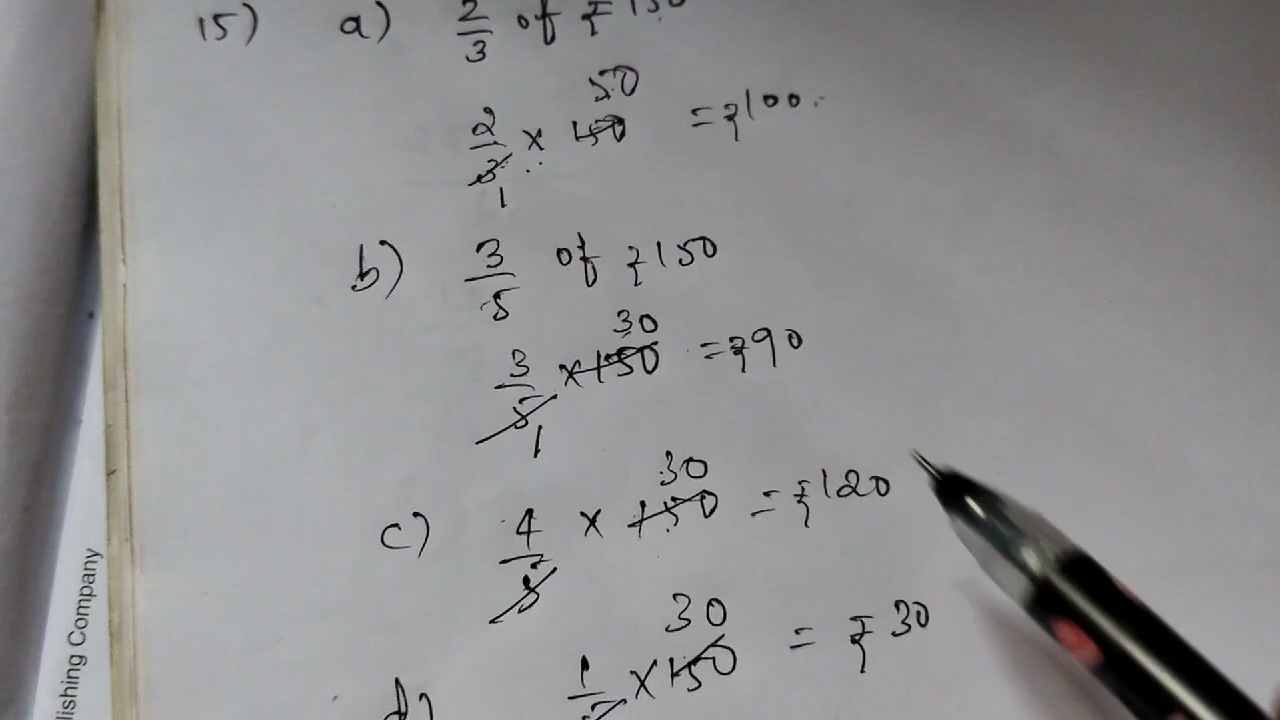 15) a) 2/3 of ₹150
50
2/3 × 150 = ₹100.
1
b) 3/5 of ₹150
30
3/5 × 150 = ₹90
1
30
c) 4/5 × 150 = ₹120
30
d) 1/5 × 150 = ₹30
lishing Company